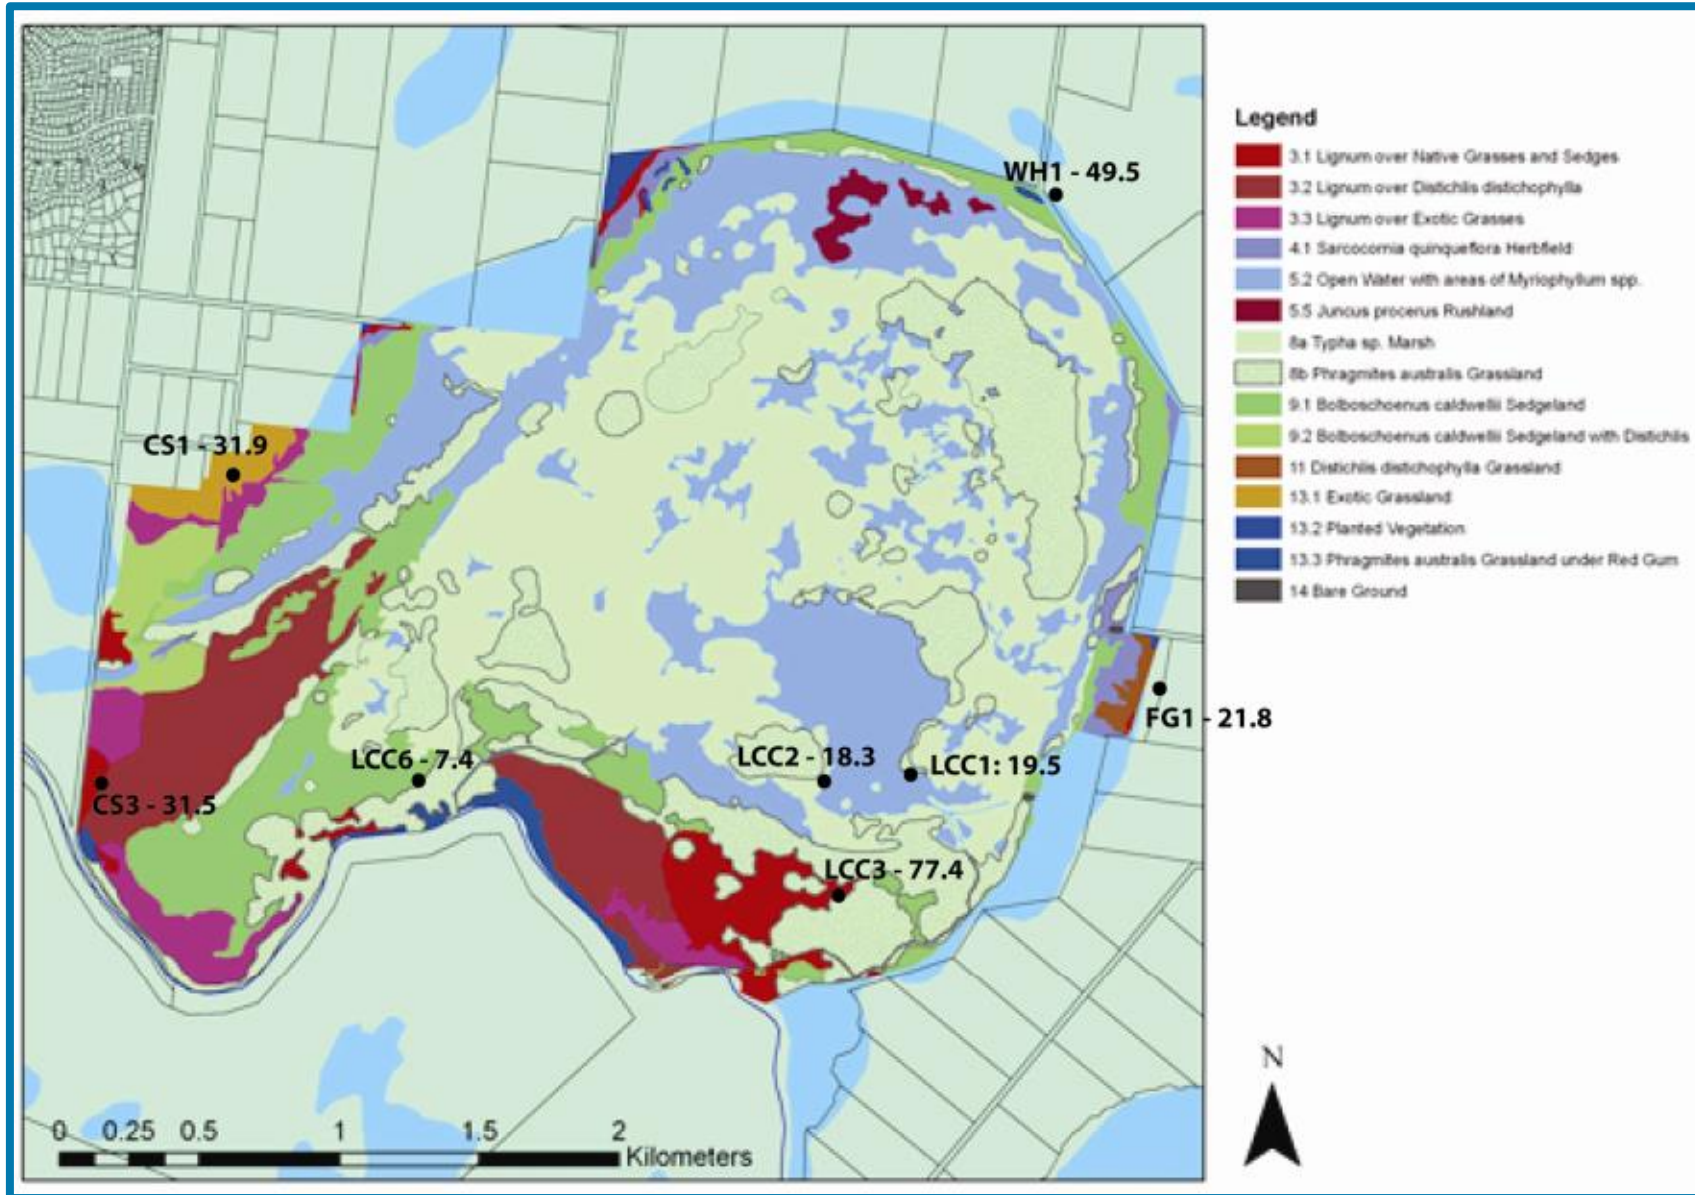 WH1 - 49.5
CS1 - 31.9
LCC6 - 7.4
LCC2 - 18.3
LCC1: 19.5
FG1 - 21.8
CS3 - 31.5
LCC3 - 77.4
0 0.25 0.5 1 1.5 2
Kilometers
Legend
3.1 Lignum over Native Grasses and Sedges
3.2 Lignum over Distichlis distichophylla
3.3 Lignum over Exotic Grasses
4.1 Sarcocornia quinqueflora Herbfield
5.2 Open Water with areas of Myriophyllum spp.
5.5 Juncus procerus Rushland
8a Typha sp. Marsh
8b Phragmites australis Grassland
9.1 Bolboschoenus caldwellii Sedgeland
9.2 Bolboschoenus caldwellii Sedgeland with Distichlis
11 Distichlis distichophylla Grassland
13.1 Exotic Grassland
13.2 Planted Vegetation
13.3 Phragmites australis Grassland under Red Gum
14 Bare Ground
N